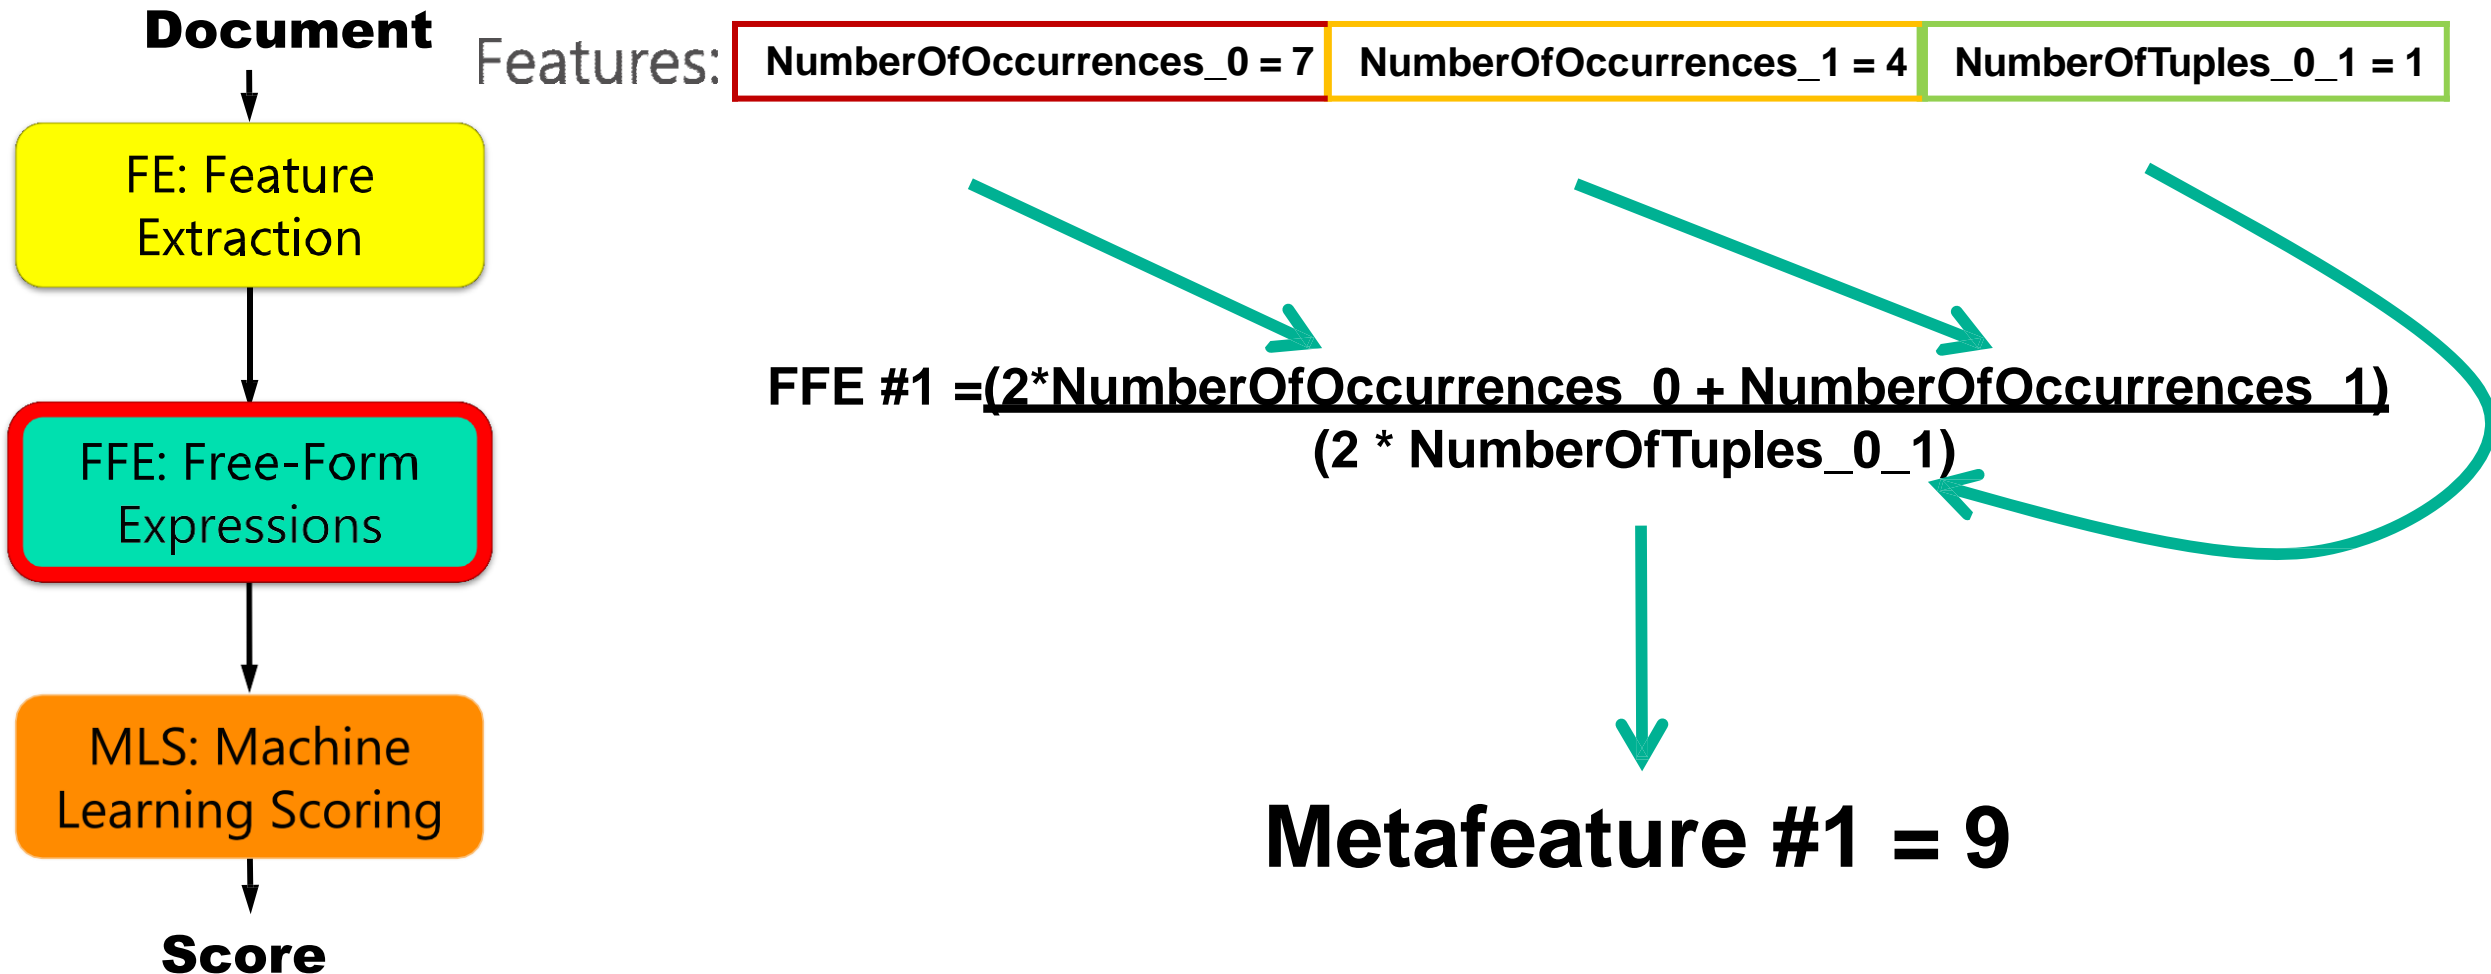 Document
FE: Feature
Extraction
FFE: Free-Form
Expressions
MLS: Machine
Learning Scoring
Score
Features:
NumberOfOccurrences_0 = 7
NumberOfOccurrences_1 = 4
NumberOfTuples_0_1 = 1
FFE #1 =(2*NumberOfOccurrences_0 + NumberOfOccurrences_1)
(2 * NumberOfTuples_0_1)
Metafeature #1 = 9